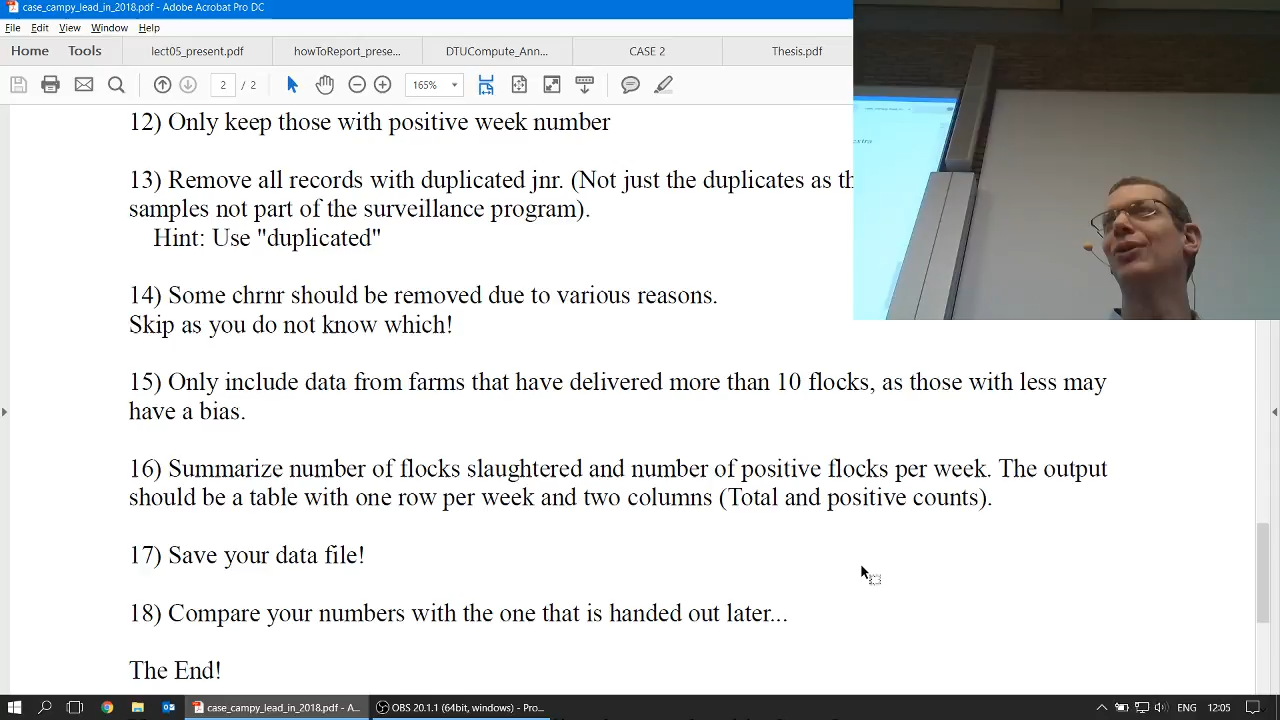 case_campy_lead_in_2018.pdf - Adobe Acrobat Pro DC
File Edit View Window Help
Home Tools lect05_present.pdf howToReport_prese... DTUCompute_Ann... CASE 2 Thesis.pdf
2 / 2 165%
12) Only keep those with positive week number
13) Remove all records with duplicated jnr. (Not just the duplicates as th
samples not part of the surveillance program).
Hint: Use "duplicated"
14) Some chrnr should be removed due to various reasons.
Skip as you do not know which!
15) Only include data from farms that have delivered more than 10 flocks, as those with less may
have a bias.
16) Summarize number of flocks slaughtered and number of positive flocks per week. The output
should be a table with one row per week and two columns (Total and positive counts).
17) Save your data file!
18) Compare your numbers with the one that is handed out later...
The End!
case_campy_lead_in_2018.pdf - A... OBS 20.1.1 (64bit, windows) - Pro... ENG 12:05